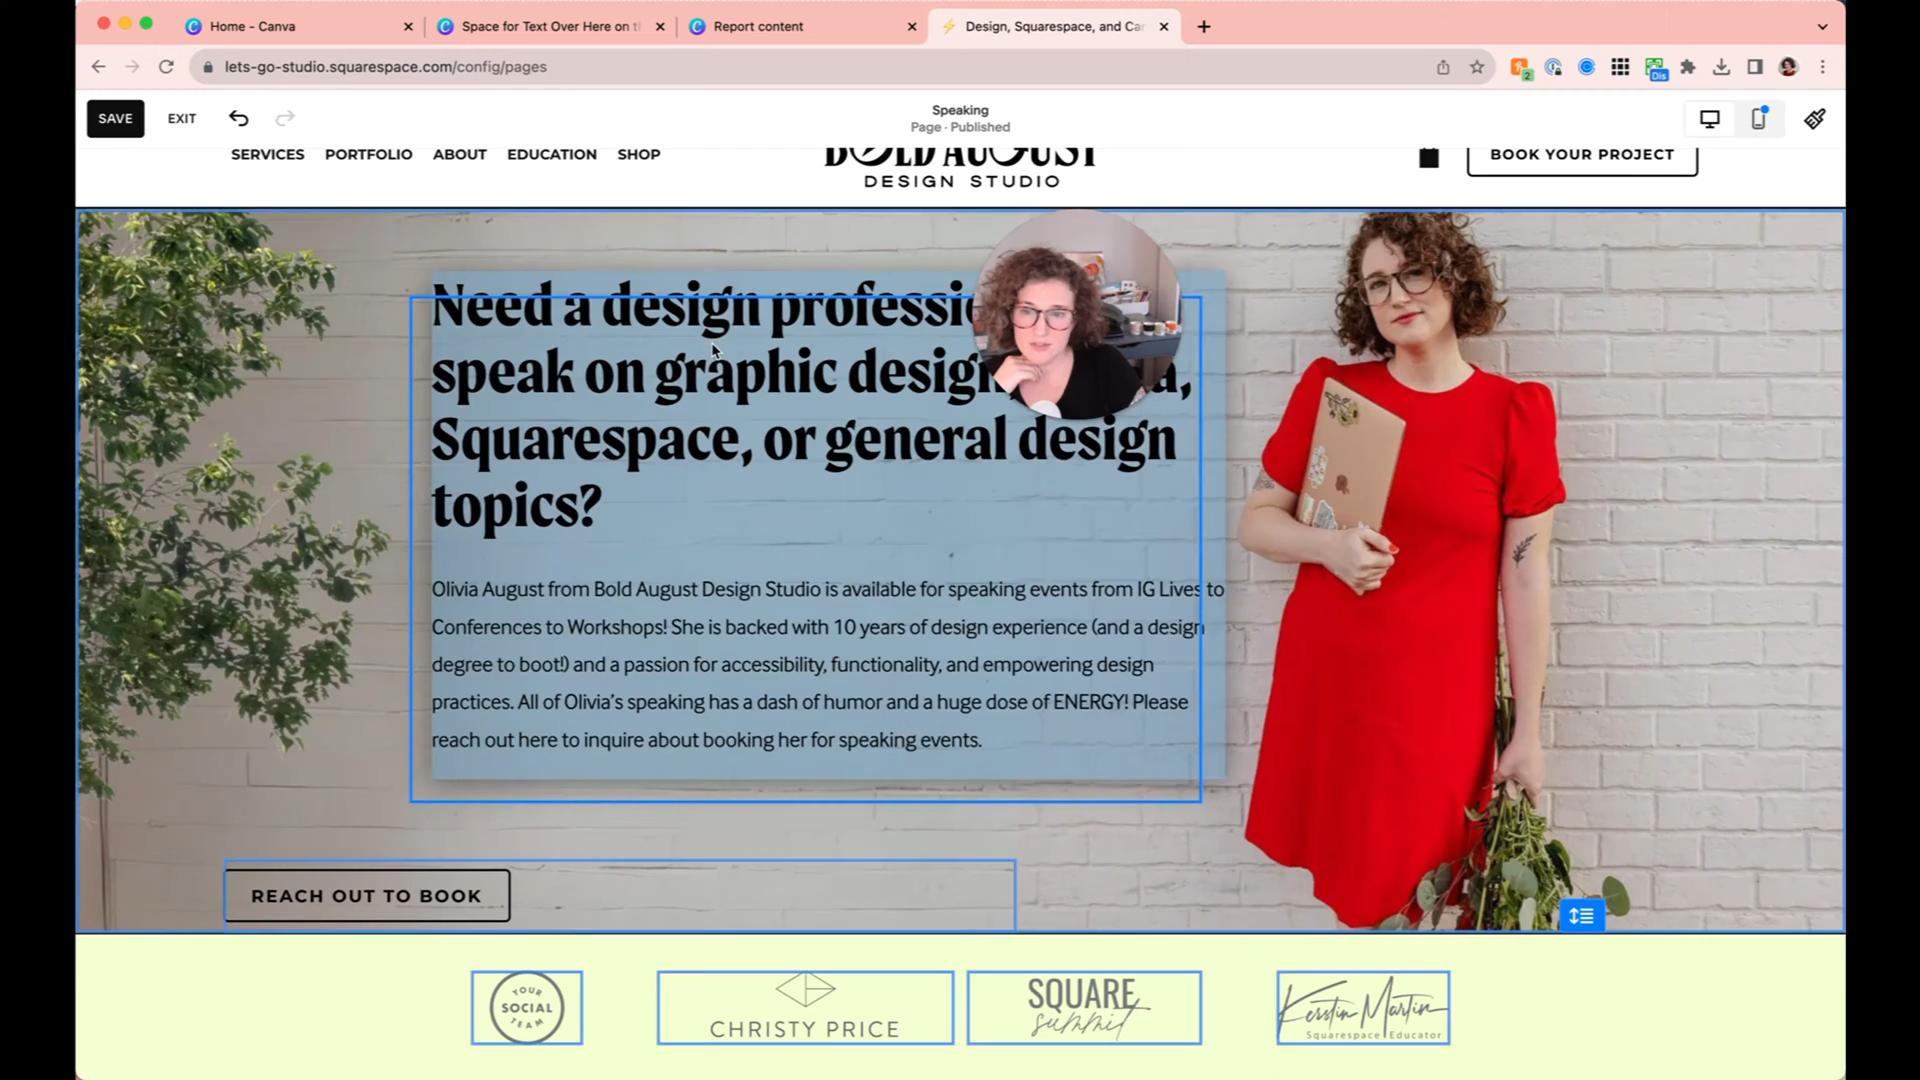 Home - Canva
Space for Text Over Here on t
Report content
Design, Squarespace, and Car
lets-go-studio.squarespace.com/config/pages
2
Dis
SAVE
EXIT
Speaking
Page · Published
SERVICES
PORTFOLIO
ABOUT
EDUCATION
SHOP
BOLD AUGUST
DESIGN STUDIO
BOOK YOUR PROJECT
Need a design professio
speak on graphic design, a,
Squarespace, or general design
topics?
Olivia August from Bold August Design Studio is available for speaking events from IG Lives to
Conferences to Workshops! She is backed with 10 years of design experience (and a design
degree to boot!) and a passion for accessibility, functionality, and empowering design
practices. All of Olivia's speaking has a dash of humor and a huge dose of ENERGY! Please
reach out here to inquire about booking her for speaking events.
REACH OUT TO BOOK
YOUR
SOCIAL
TEAM
CHRISTY PRICE
SQUARE
summit
Kerstin Martin
Squarespace Educator